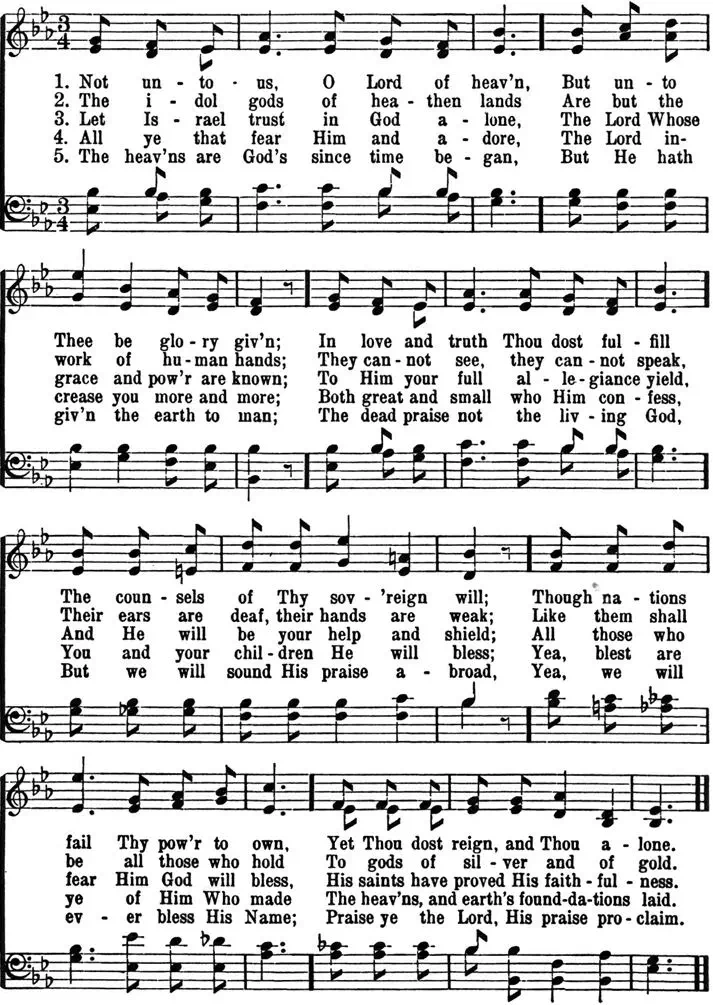 3
4
1. Not un - to - us, O Lord of heav'n, But un - to
2. The i - dol gods of hea - then lands Are but the
3. Let Is - rael trust in God a - lone, The Lord Whose
4. All ye that fear Him and a - dore, The Lord in-
5. The heav'ns are God's since time be - gan, But He hath
3
4
Thee be glo - ry giv'n; In love and truth Thou dost ful - fill
work of hu - man hands; They can - not see, they can - not speak,
grace and pow'r are known; To Him your full al - le - giance yield,
crease you more and more; Both great and small who Him con - fess,
giv'n the earth to man; The dead praise not the liv - ing God,
The coun - sels of Thy sov - 'reign will; Though na - tions
Their ears are deaf, their hands are weak; Like them shall
And He will be your help and shield; All those who
You and your chil - dren He will bless; Yea, blest are
But we will sound His praise a - broad, Yea, we will
fail Thy pow'r to own, Yet Thou dost reign, and Thou a - lone.
be all those who hold To gods of sil - ver and of gold.
fear Him God will bless, His saints have proved His faith - ful - ness.
ye of Him Who made The heav'ns, and earth's foun - da - tions laid.
ev - er bless His Name; Praise ye the Lord, His praise pro - claim.